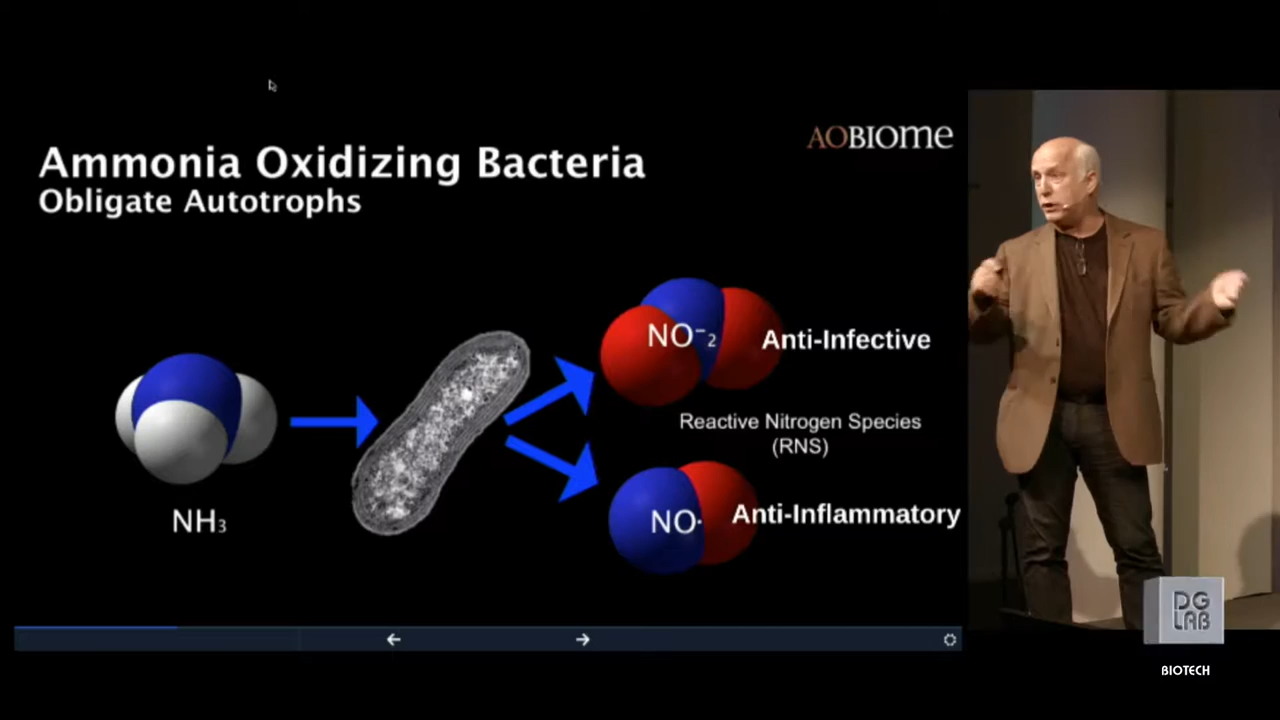 AOBIOME
Ammonia Oxidizing Bacteria
Obligate Autotrophs
NO⁻₂
Anti-Infective
Reactive Nitrogen Species
(RNS)
NH₃
NO·
Anti-Inflammatory
DG
LAB
BIOTECH